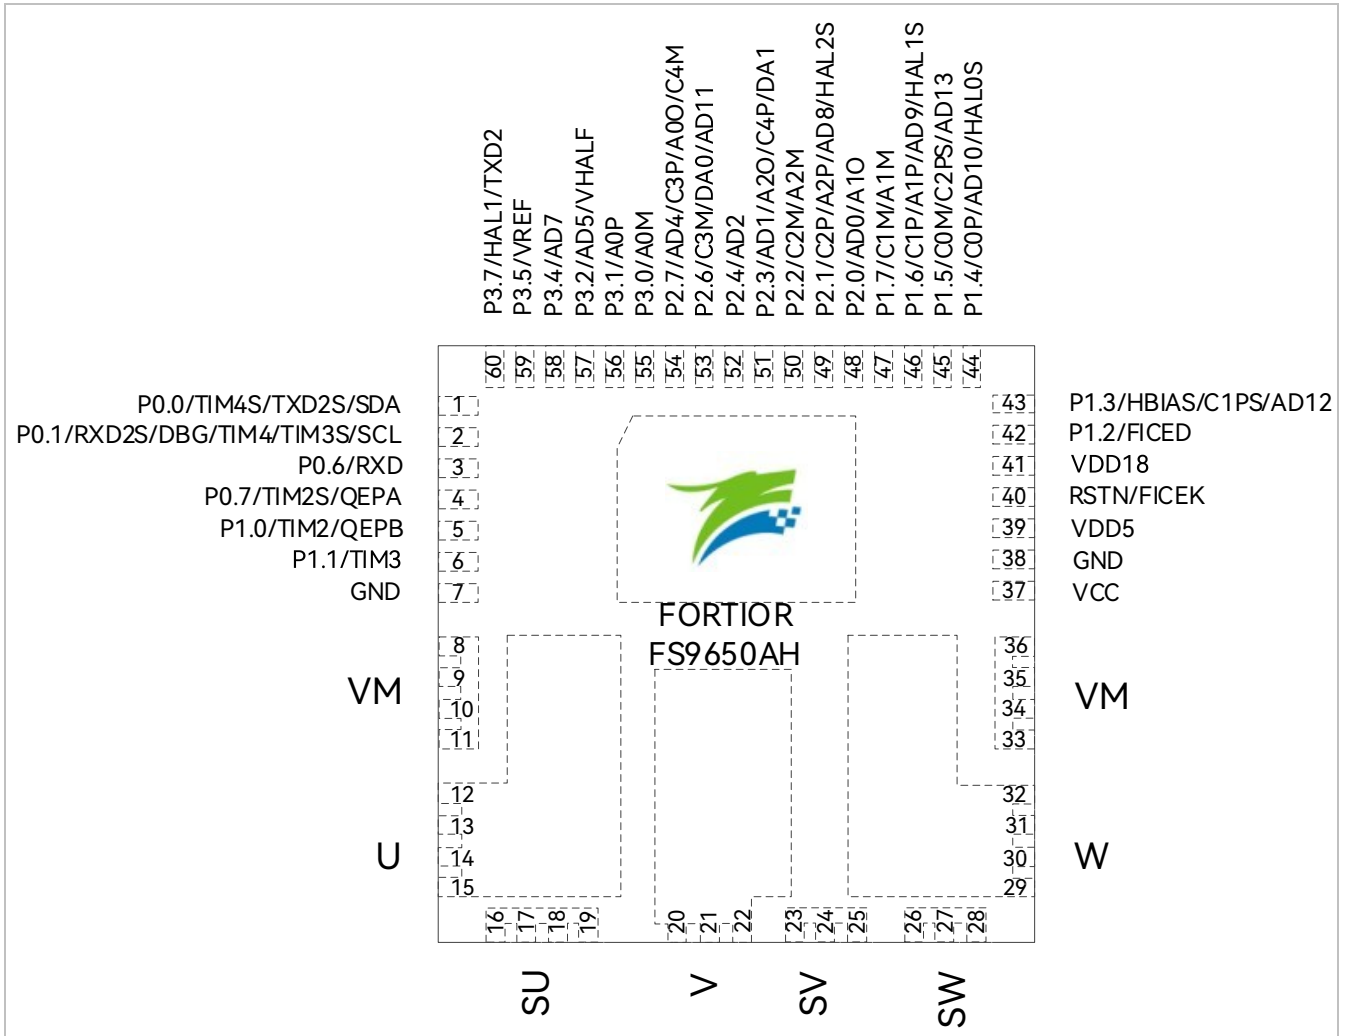 P3.7/HAL1/TXD2
P3.5/VREF
P3.4/AD7
P3.2/AD5/VHALF
P3.1/A0P
P3.0/A0M
P2.7/AD4/C3P/A0O/C4M
P2.6/C3M/DA0/AD11
P2.4/AD2
P2.3/AD1/A2O/C4P/DA1
P2.2/C2M/A2M
P2.1/C2P/A2P/AD8/HAL2S
P2.0/AD0/A1O
P1.7/C1M/A1M
P1.6/C1P/A1P/AD9/HAL1S
P1.5/C0M/C2PS/AD13
P1.4/C0P/AD10/HAL0S
60
59
58
57
56
55
54
53
52
51
50
49
48
47
46
45
44
P0.0/TIM4S/TXD2S/SDA 1
P0.1/RXD2S/DBG/TIM4/TIM3S/SCL 2
P0.6/RXD 3
P0.7/TIM2S/QEPA 4
P1.0/TIM2/QEPB 5
P1.1/TIM3 6
GND 7
43 P1.3/HBIAS/C1PS/AD12
42 P1.2/FICED
41 VDD18
40 RSTN/FICEK
39 VDD5
38 GND
37 VCC
FORTIOR
FS9650AH
8
9
VM
10
11
12
13
U
14
15
36
35
VM
34
33
32
31
W
30
29
16
17
18
19
20
21
22
23
24
25
26
27
28
SU
V
SV
SW